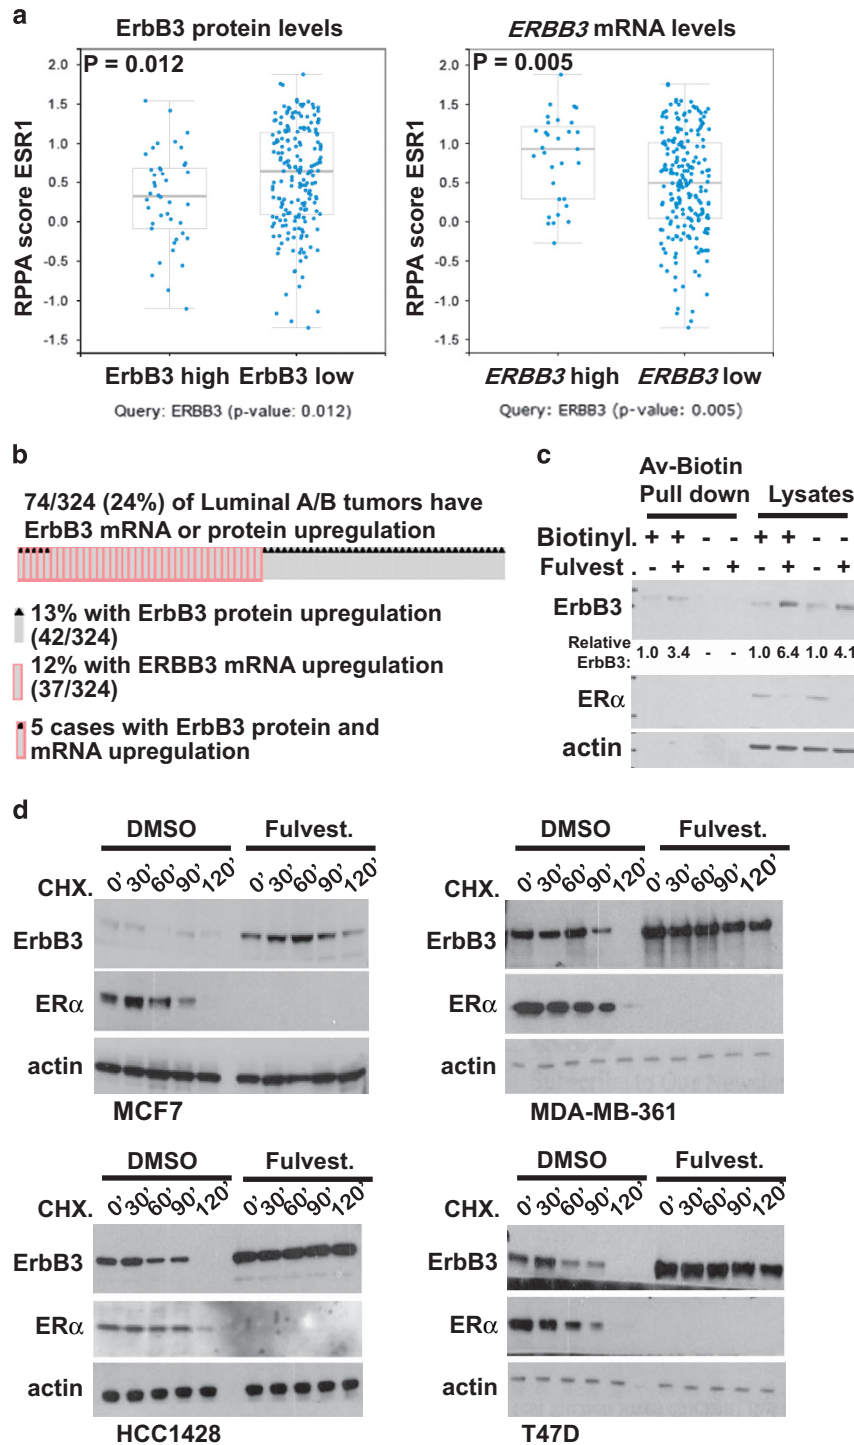 a
ErbB3 protein levels
ERBB3 mRNA levels
P = 0.012
P = 0.005
RPPA score ESR1
2.0
1.5
1.0
0.5
0.0
-0.5
-1.0
-1.5
RPPA score ESR1
2.0
1.5
1.0
0.5
0.0
-0.5
-1.0
-1.5
ErbB3 high ErbB3 low
ERBB3 high ERBB3 low
Query: ERBB3 (p-value: 0.012)
Query: ERBB3 (p-value: 0.005)
b
74/324 (24%) of Luminal A/B tumors have
ErbB3 mRNA or protein upregulation
13% with ErbB3 protein upregulation
(42/324)
12% with ERBB3 mRNA upregulation
(37/324)
5 cases with ErbB3 protein and
mRNA upregulation
c
Av-Biotin
Pull down Lysates
Biotinyl. + + - - + + - -
Fulvest . - + - + - + - +
ErbB3
Relative
ErbB3: 1.0 3.4 - - 1.0 6.4 1.0 4.1
ERα
actin
d
DMSO Fulvest.
CHX. 0' 30' 60' 90' 120' 0' 30' 60' 90' 120'
ErbB3
ERα
actin
MCF7
DMSO Fulvest.
CHX. 0' 30' 60' 90' 120' 0' 30' 60' 90' 120'
ErbB3
ERα
actin
MDA-MB-361
DMSO Fulvest.
CHX. 0' 30' 60' 90' 120' 0' 30' 60' 90' 120'
ErbB3
ERα
actin
HCC1428
DMSO Fulvest.
CHX. 0' 30' 60' 90' 120' 0' 30' 60' 90' 120'
ErbB3
ERα
actin
T47D